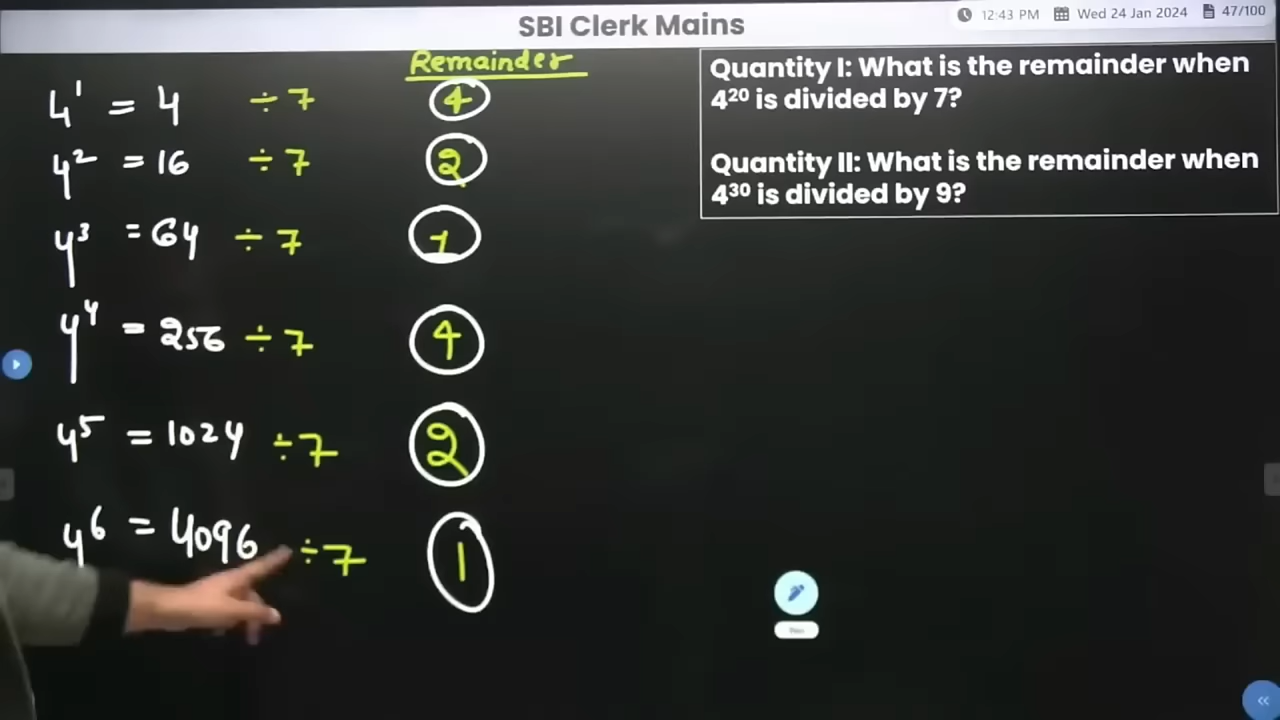 SBI Clerk Mains
12:43 PM Wed 24 Jan 2024 47/100
Remainder
4¹ = 4 ÷ 7 4
4² = 16 ÷ 7 2
4³ = 64 ÷ 7 1
4⁴ = 256 ÷ 7 4
4⁵ = 1024 ÷ 7 2
4⁶ = 4096 ÷ 7 1
Quantity I: What is the remainder when
4²⁰ is divided by 7?
Quantity II: What is the remainder when
4³⁰ is divided by 9?